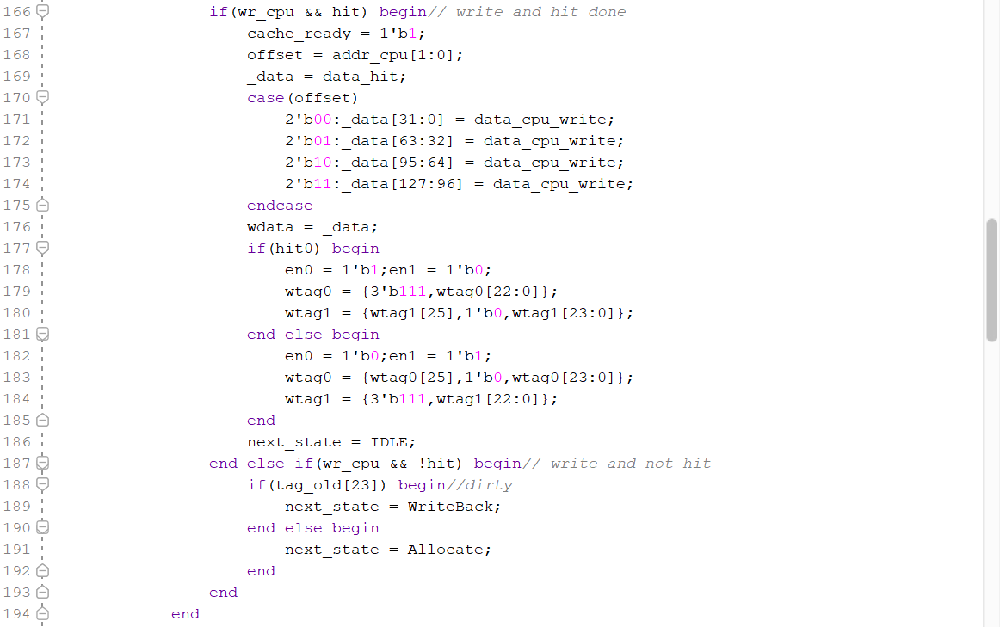 166 if(wr_cpu && hit) begin// write and hit done
167 cache_ready = 1'b1;
168 offset = addr_cpu[1:0];
169 _data = data_hit;
170 case(offset)
171 2'b00:_data[31:0] = data_cpu_write;
172 2'b01:_data[63:32] = data_cpu_write;
173 2'b10:_data[95:64] = data_cpu_write;
174 2'b11:_data[127:96] = data_cpu_write;
175 endcase
176 wdata = _data;
177 if(hit0) begin
178 en0 = 1'b1;en1 = 1'b0;
179 wtag0 = {3'b111,wtag0[22:0]};
180 wtag1 = {wtag1[25],1'b0,wtag1[23:0]};
181 end else begin
182 en0 = 1'b0;en1 = 1'b1;
183 wtag0 = {wtag0[25],1'b0,wtag0[23:0]};
184 wtag1 = {3'b111,wtag1[22:0]};
185 end
186 next_state = IDLE;
187 end else if(wr_cpu && !hit) begin// write and not hit
188 if(tag_old[23]) begin//dirty
189 next_state = WriteBack;
190 end else begin
191 next_state = Allocate;
192 end
193 end
194 end